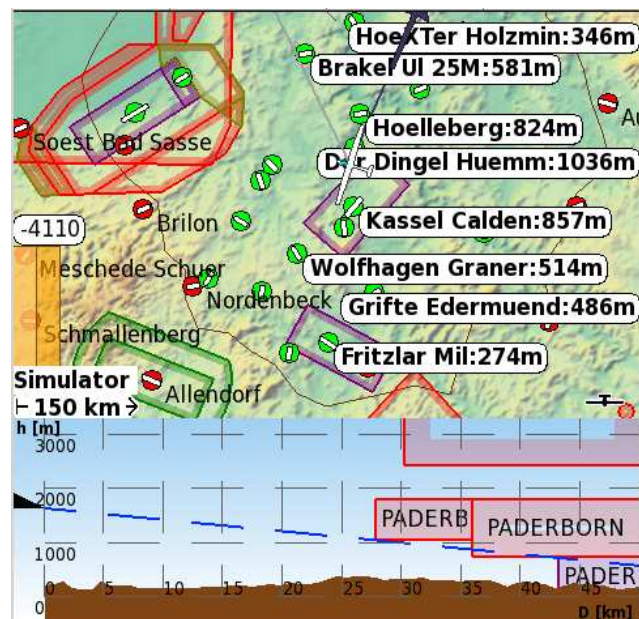 HoeXTer Holzmin:346m
Brakel Ul 25M:581m
Hoelleberg:824m
Soest Bad Sasse
Der Dingel Huemm:1036m
Brilon
Kassel Calden:857m
-4110
Meschede Schuer
Wolfhagen Graner:514m
Nordenbeck
Grifte Edermuend:486m
Schmallenberg
Fritzlar Mil:274m
Simulator
Allendorf
150 km
h [m]
3000
2000
PADERB
PADERBORN
1000
PADER
0 5 10 15 20 25 30 35 40 45
0
D [km]